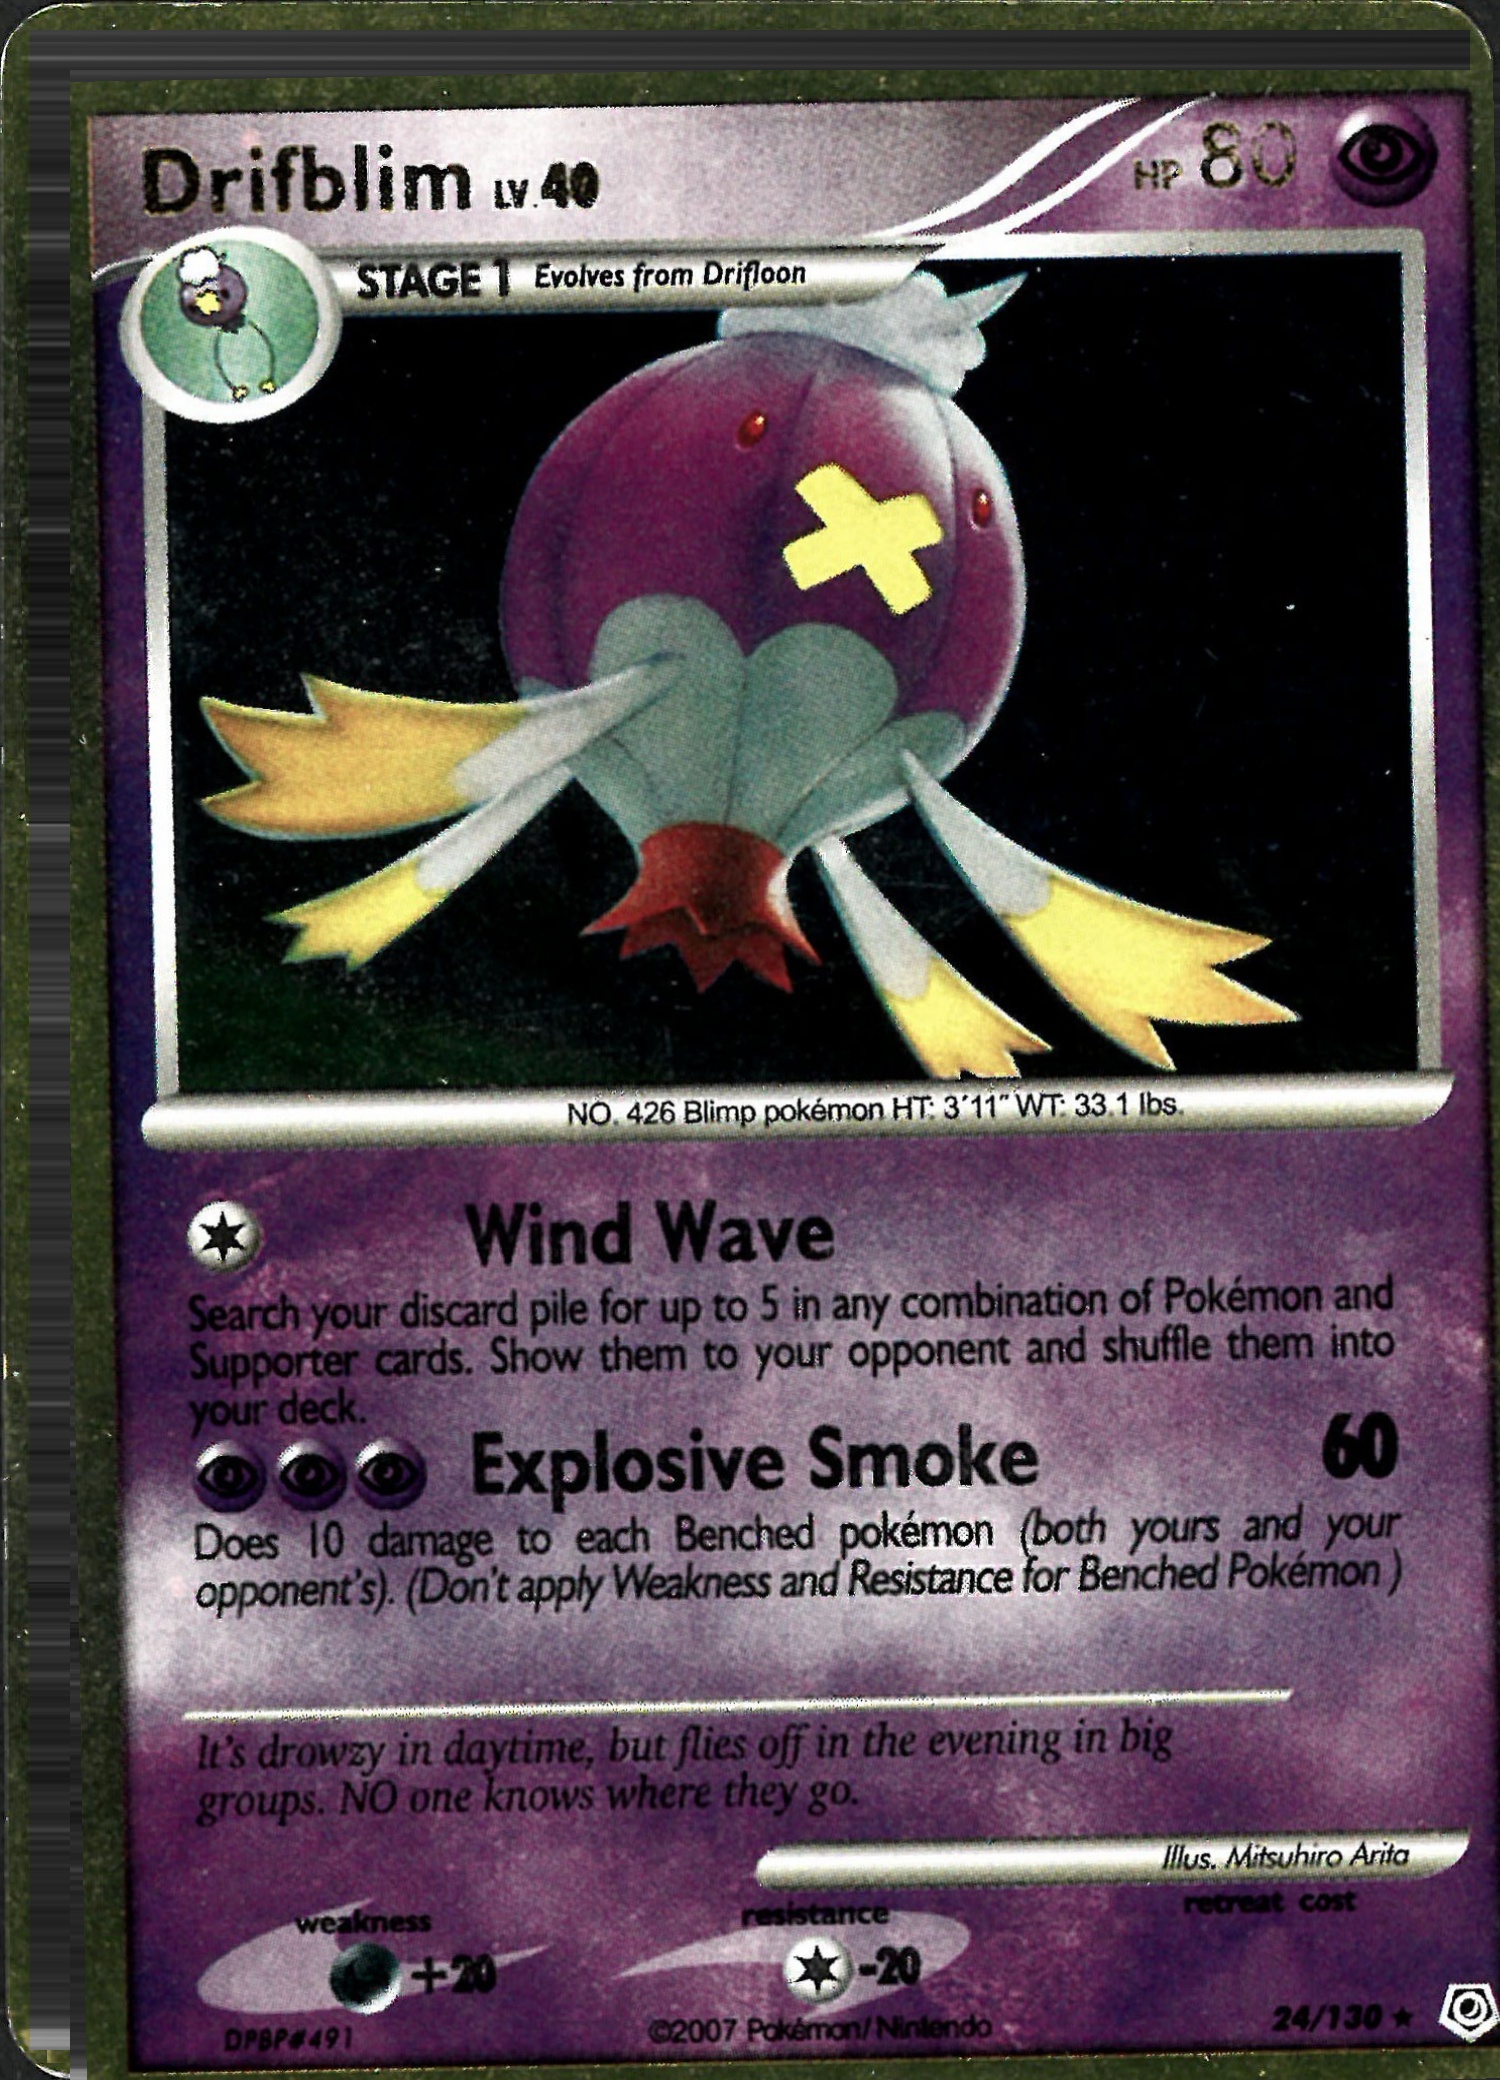 Drifblim LV.40
HP 80
STAGE 1 Evolves from Drifloon
NO. 426 Blimp pokémon HT: 3'11" WT: 33.1 lbs.
Wind Wave
Search your discard pile for up to 5 in any combination of Pokémon and
Supporter cards. Show them to your opponent and shuffle them into
your deck.
Explosive Smoke 60
Does 10 damage to each Benched pokémon (both yours and your
opponent's). (Don't apply Weakness and Resistance for Benched Pokémon )
It's drowzy in daytime, but flies off in the evening in big
groups. NO one knows where they go.
Illus. Mitsuhiro Arita
weakness
+20
resistance
-20
retreat cost
DPBP#491
©2007 Pokémon/Nintendo
24/130 ★